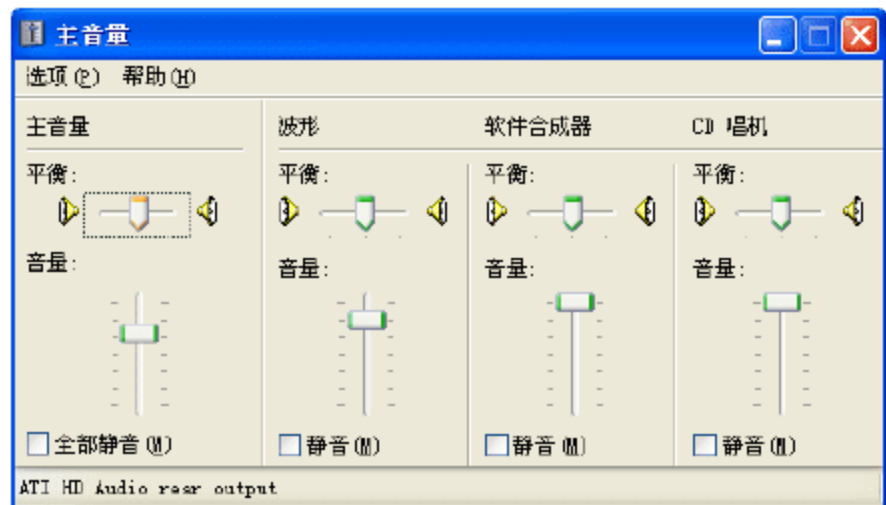 主音量
选项(P) 帮助(H)
主音量 波形 软件合成器 CD 唱机
平衡: 平衡: 平衡: 平衡:
音量: 音量: 音量: 音量:
全部静音(M) 静音(M) 静音(M) 静音(M)
ATI HD Audio rear output